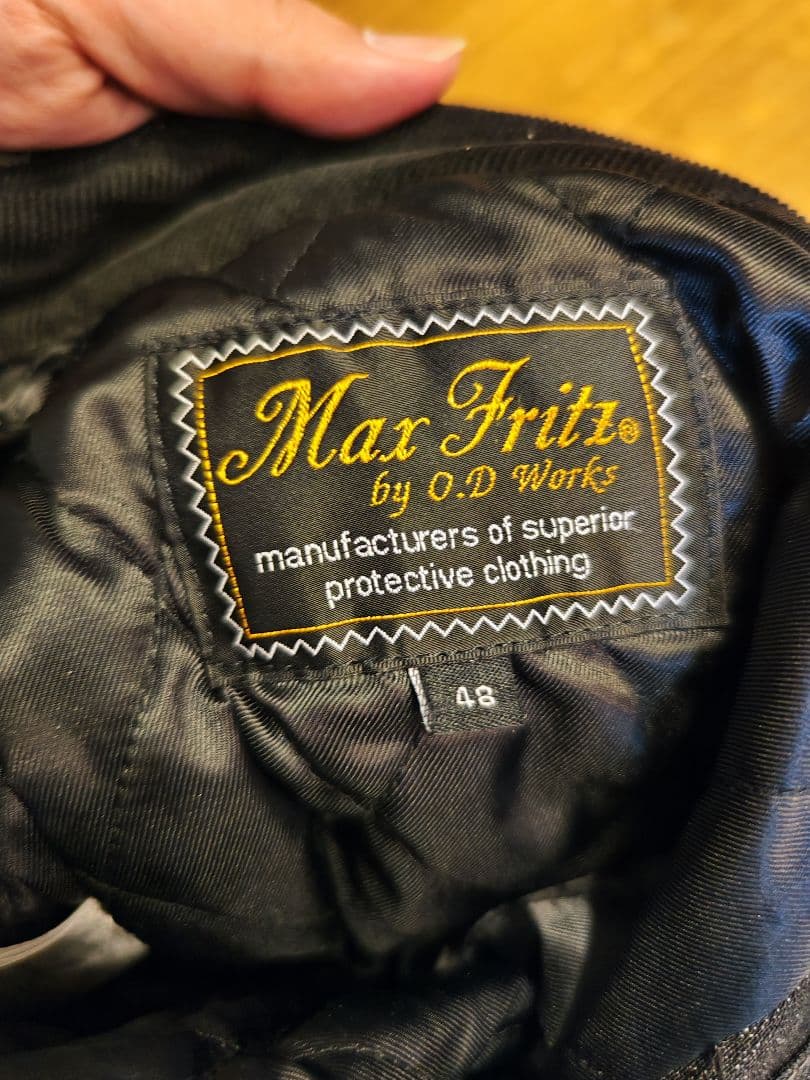 Max Fritz®
by O.D Works
manufacturers of superior
protective clothing
48